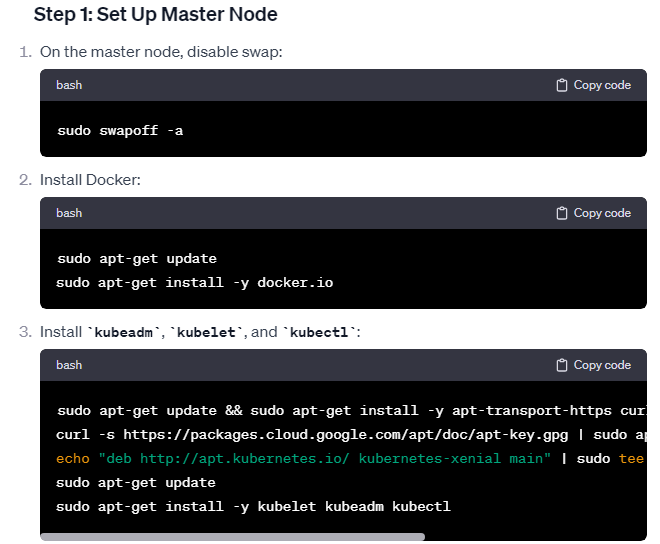 Step 1: Set Up Master Node
1. On the master node, disable swap:
bash
Copy code
sudo swapoff -a
2. Install Docker:
bash
Copy code
sudo apt-get update
sudo apt-get install -y docker.io
3. Install `kubeadm`, `kubelet`, and `kubectl`:
bash
Copy code
sudo apt-get update && sudo apt-get install -y apt-transport-https
curl -s https://packages.cloud.google.com/apt/doc/apt-key.gpg | sudo
echo "deb http://apt.kubernetes.io/ kubernetes-xenial main" | sudo tee
sudo apt-get update
sudo apt-get install -y kubelet kubeadm kubectl